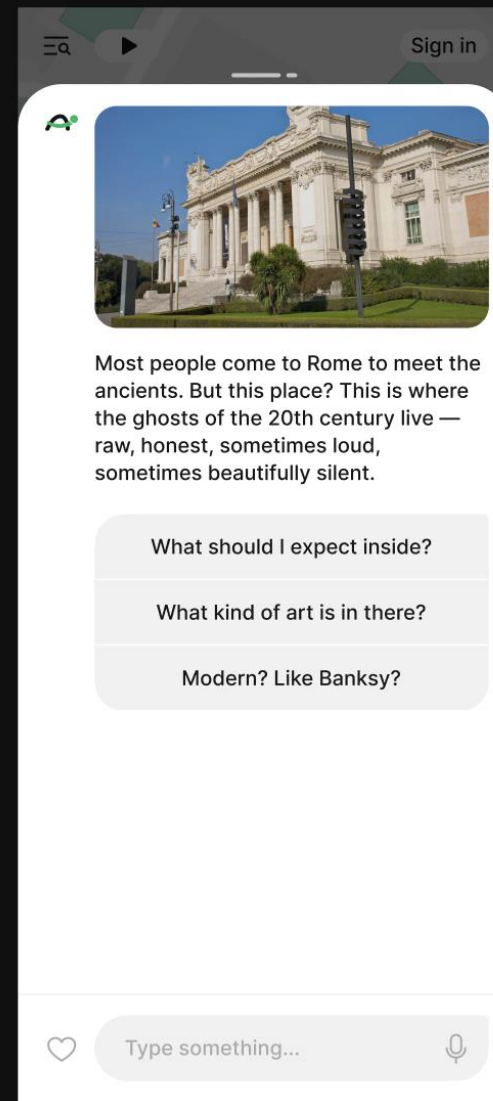 Sign in
Most people come to Rome to meet the
ancients. But this place? This is where
the ghosts of the 20th century live —
raw, honest, sometimes loud,
sometimes beautifully silent.
What should I expect inside?
What kind of art is in there?
Modern? Like Banksy?
Type something...